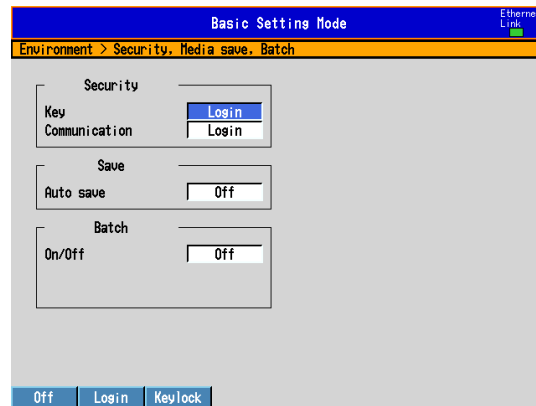 Basic Setting Mode
Etherne
Link
Environment > Security, Media save, Batch
Security
Key Login
Communication Login
Save
Auto save Off
Batch
On/Off Off
Off Login Keylock